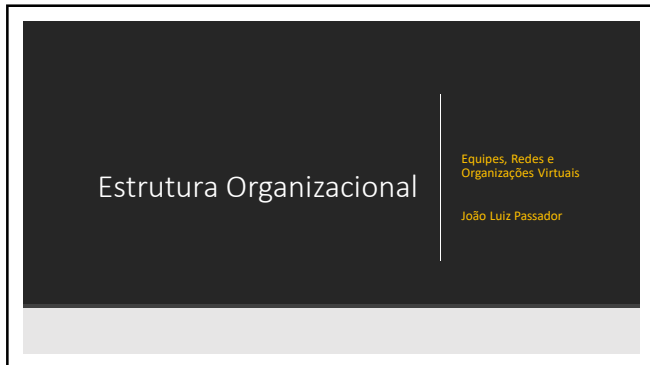 Estrutura Organizacional
Equipes, Redes e
Organizações Virtuais
João Luiz Passador